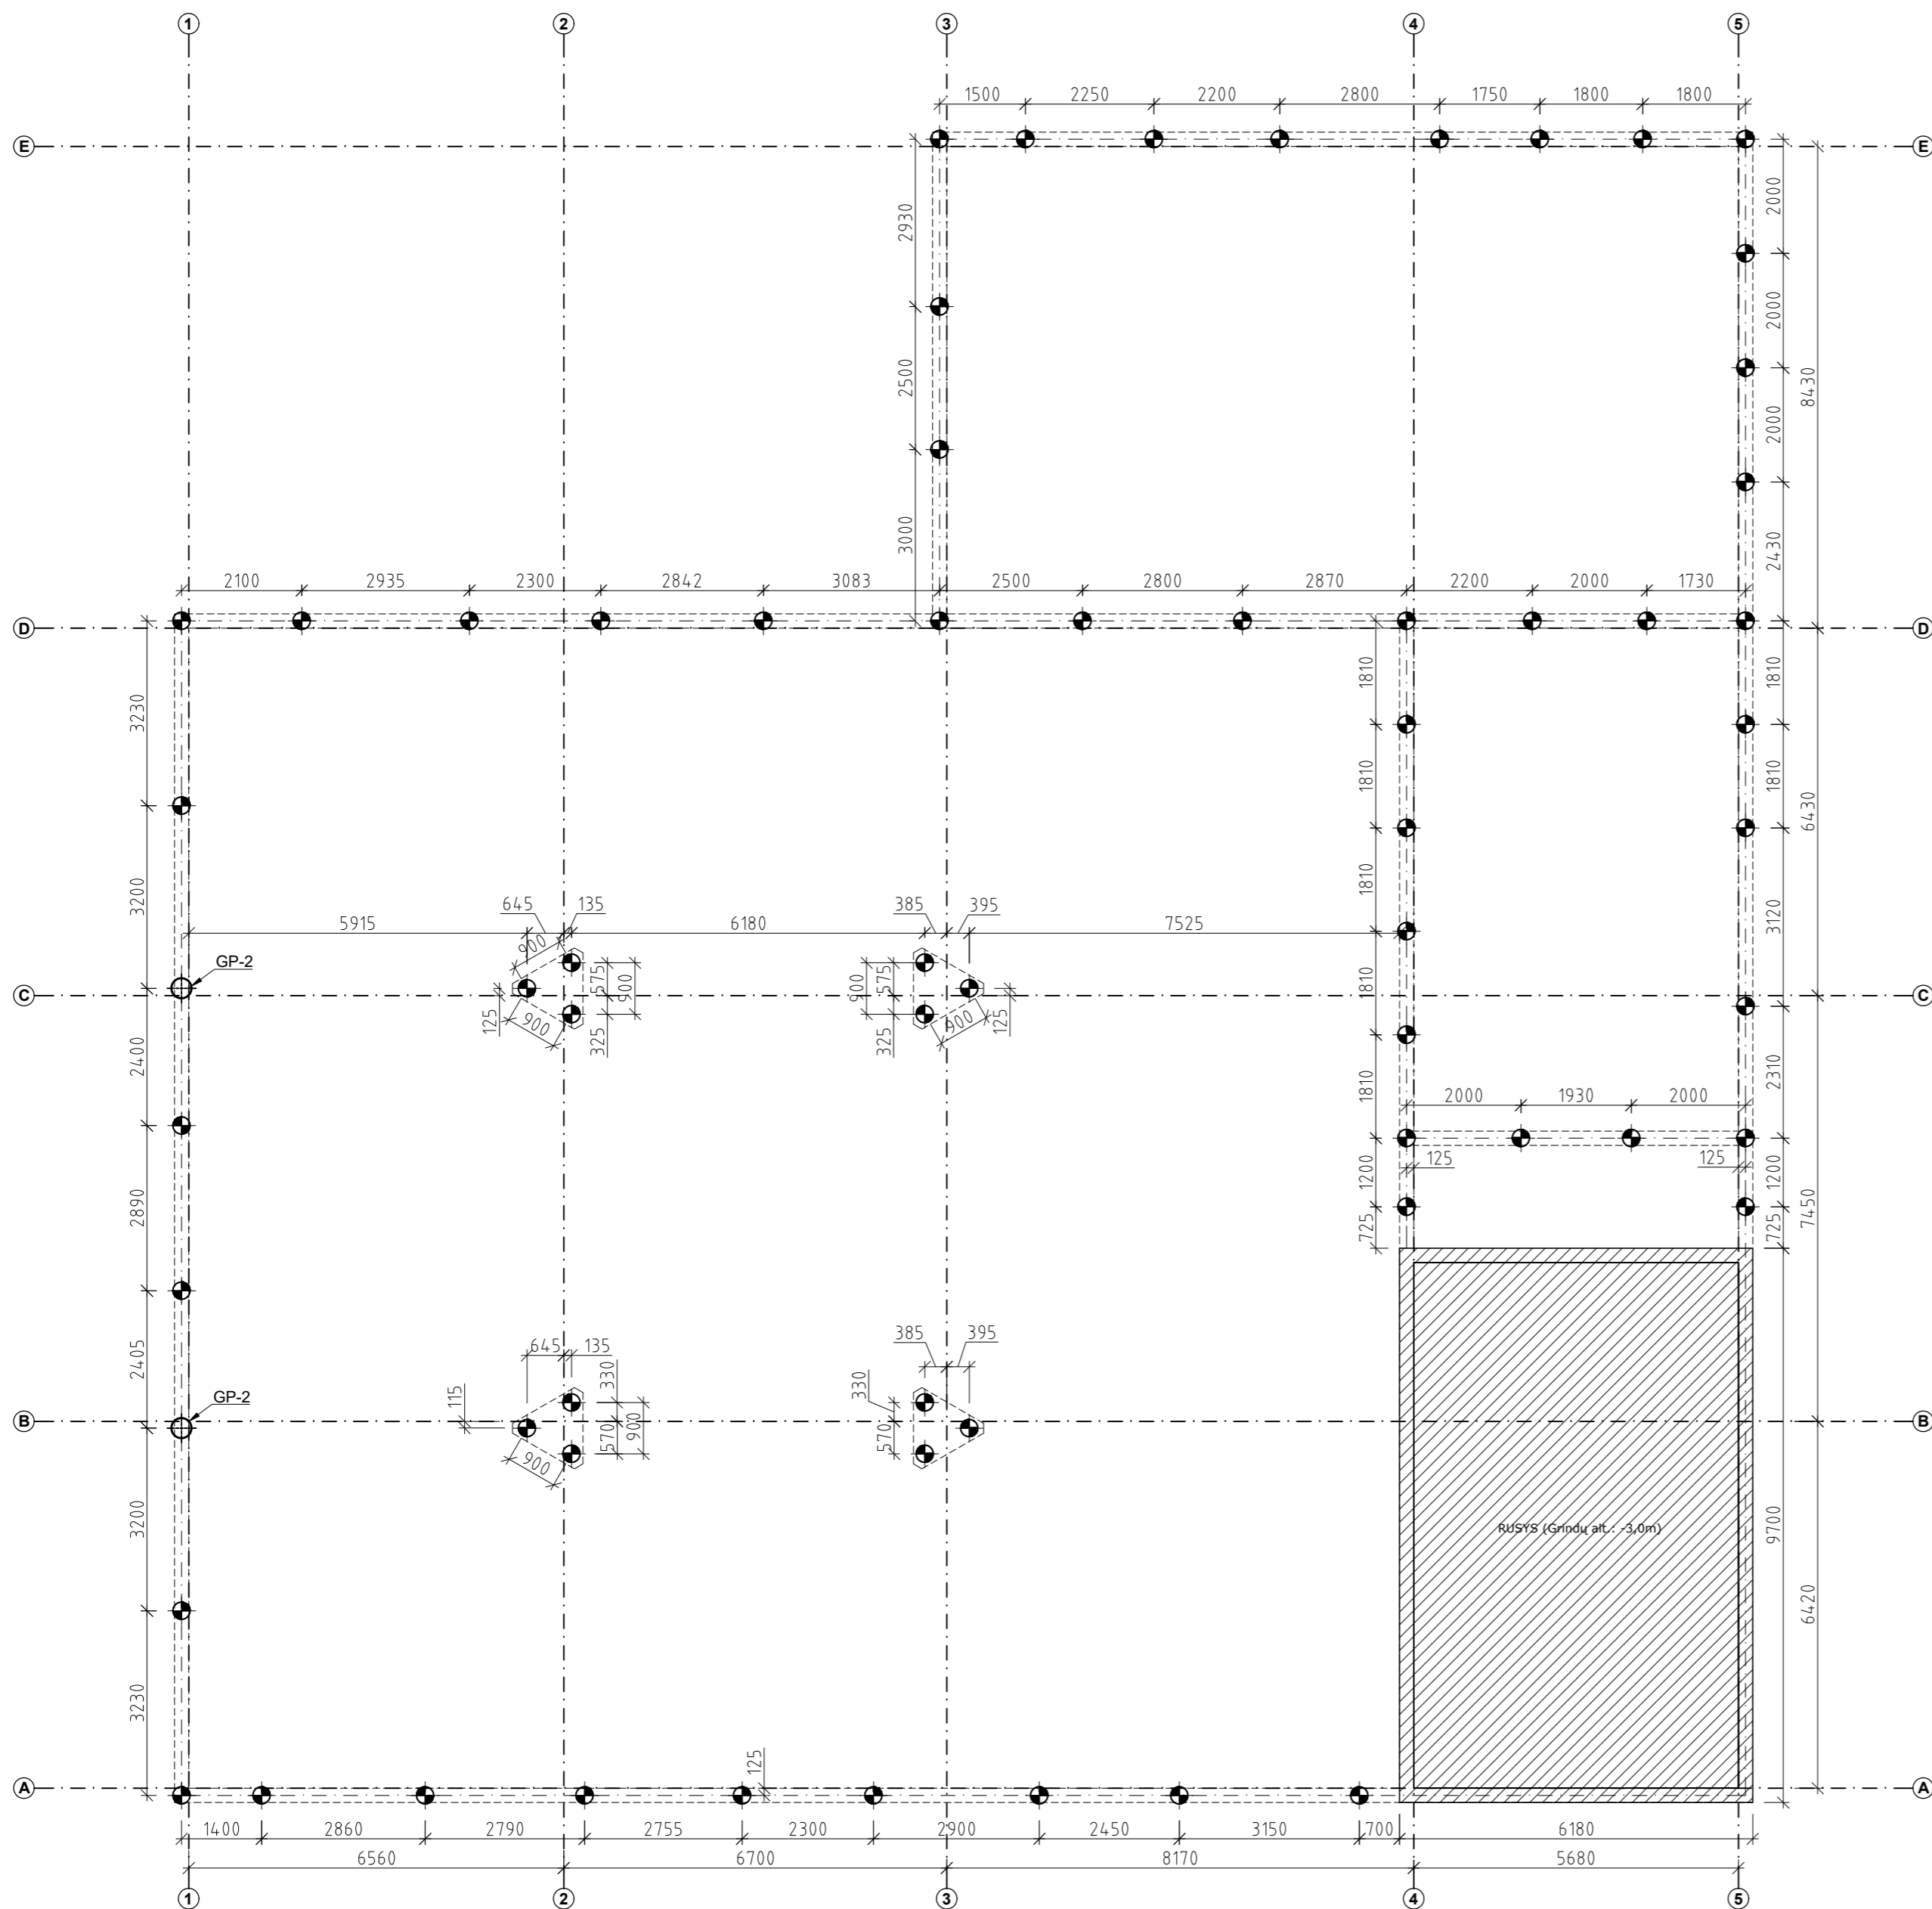 1 2 3 4 5
1500 2250 2200 2800 1750 1800 1800
E E
2930 2500 3000
2000 2000 2000 2430
8430
2100 2935 2300 2842 3083 2500 2800 2870 2200 2000 1730
D D
3230 3200 2400 2890 2405 3200 3230
1810 1810 1810 1810 1810 1200 725
1810 1810 3120 2310 1200 725 9700
6430 7450 6420
5915 645 135 6180 385 395 7525
GP-2
900 900 125 575 325 900
900 575 325 900 125
C C
2000 1930 2000
125 125
645 135 385 395
GP-2
115 900 330 570 900
330 570
B B
RUSYS (Grindų alt.: -3,0m)
125
A A
1400 2860 2790 2755 2300 2900 2450 3150 700 6180
6560 6700 8170 5680
1 2 3 4 5